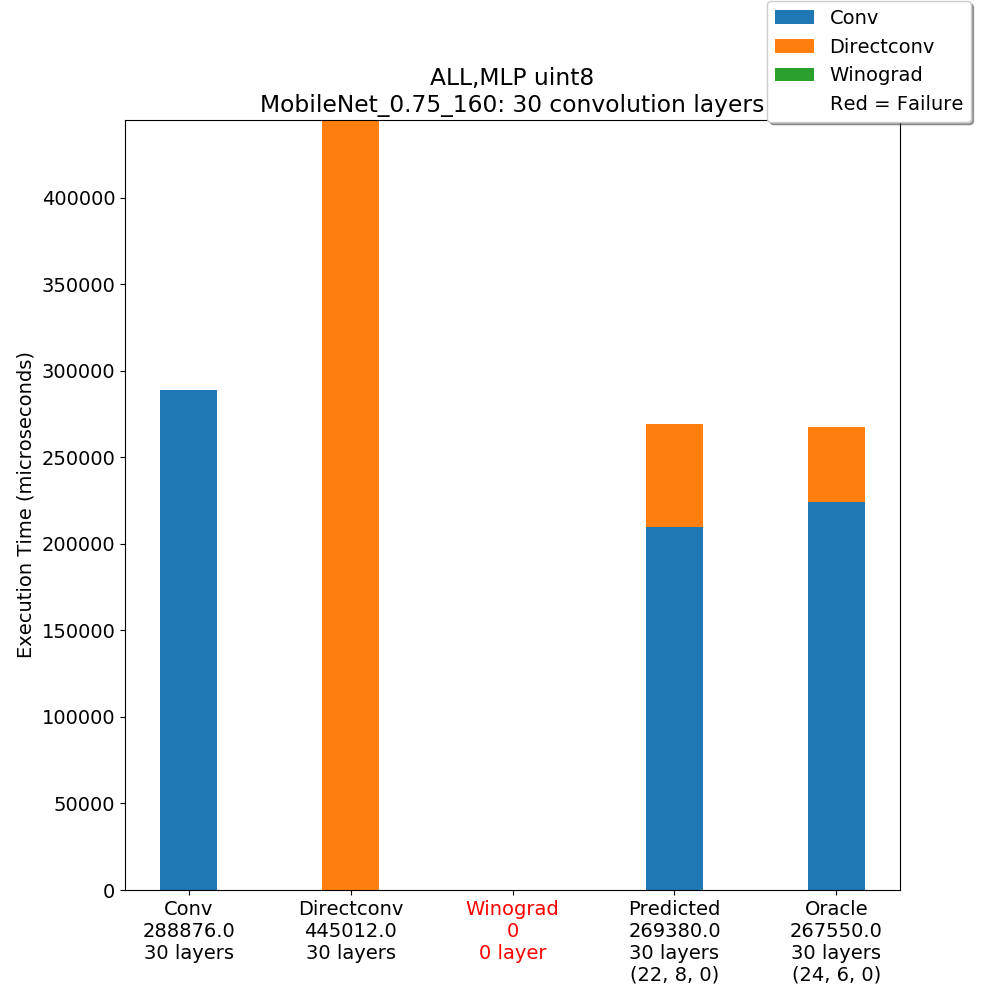 Conv
Directconv
Winograd
Red = Failure
ALL,MLP uint8
MobileNet_0.75_160: 30 convolution layers
Execution Time (microseconds)
400000
350000
300000
250000
200000
150000
100000
50000
0
Conv
288876.0
30 layers
Directconv
445012.0
30 layers
Winograd
0
0 layer
Predicted
269380.0
30 layers
(22, 8, 0)
Oracle
267550.0
30 layers
(24, 6, 0)